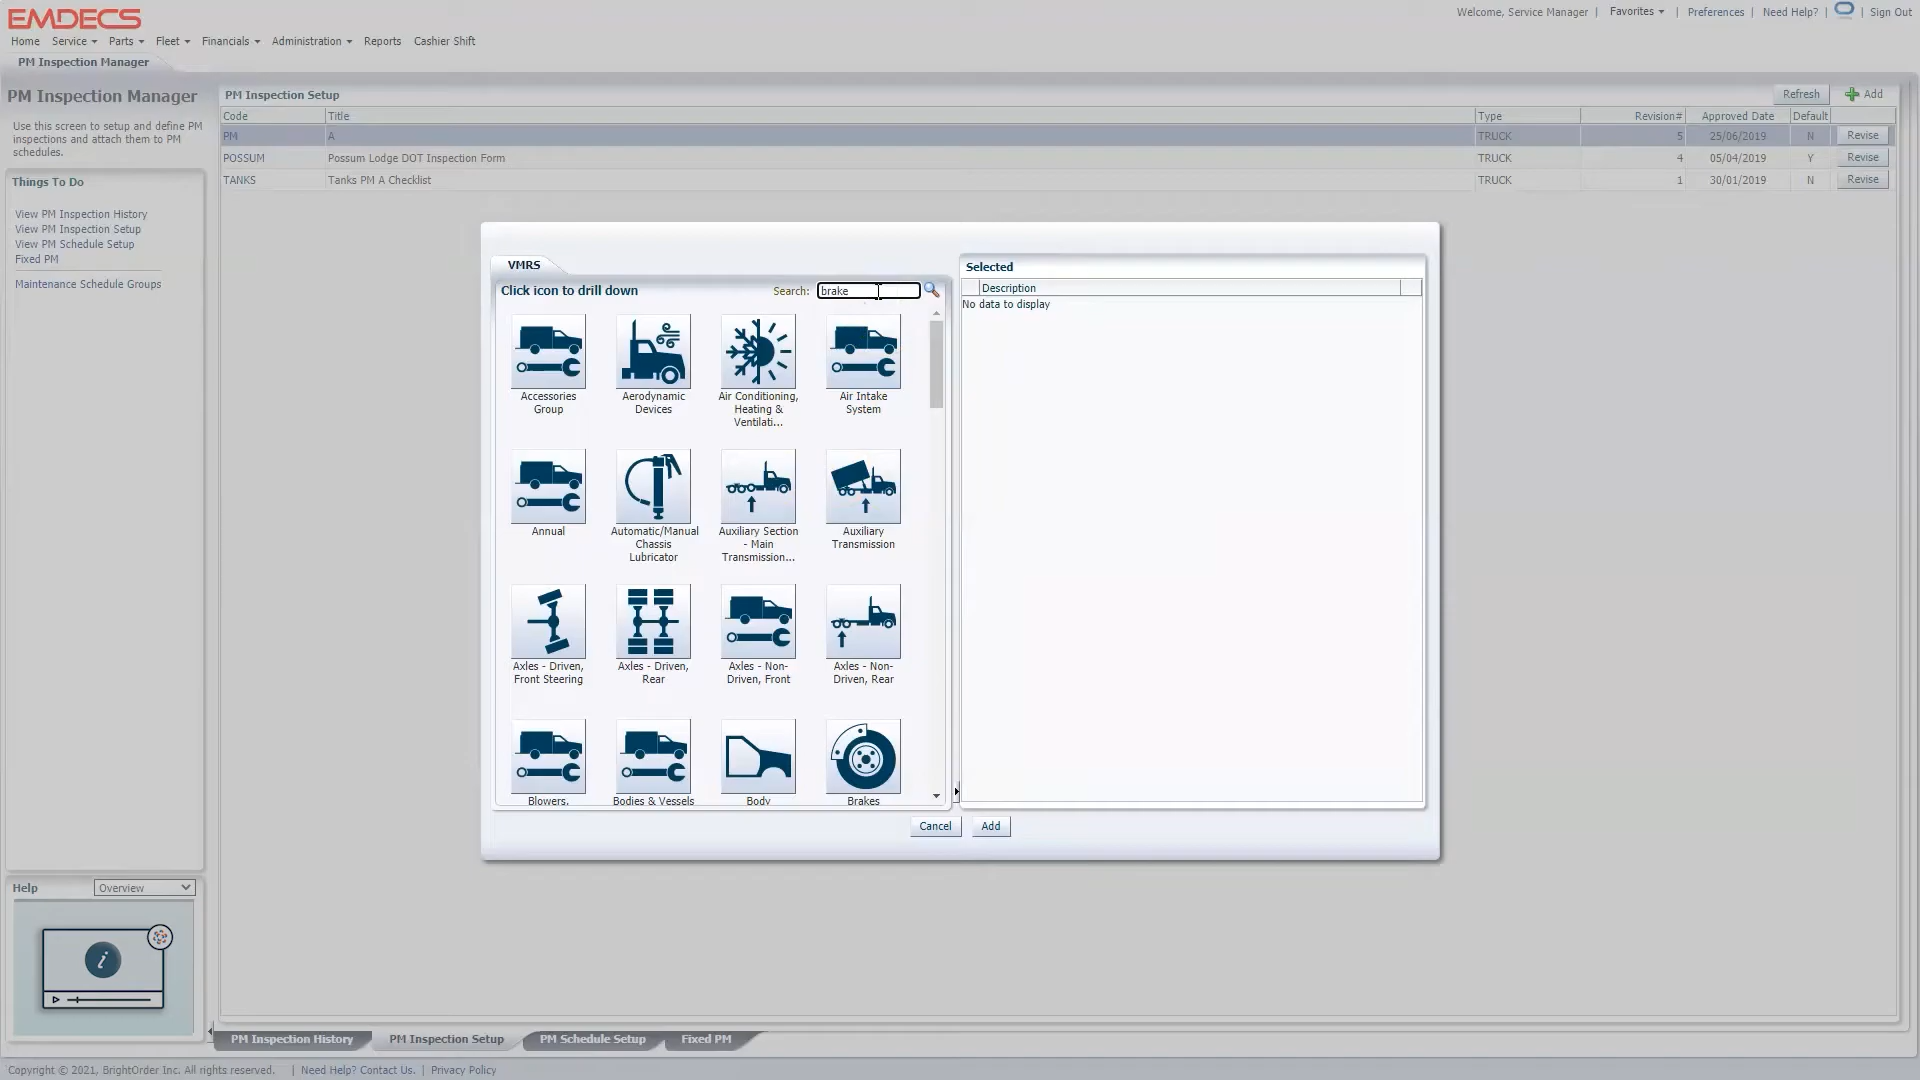 EMDECS
Welcome, Service Manager | Favorites | Preferences | Need Help? | | Sign Out
Home Service Parts Fleet Financials Administration Reports Cashier Shift
PM Inspection Manager
PM Inspection Manager
Use this screen to setup and define PM
inspections and attach them to PM
schedules.
Things To Do
View PM Inspection History
View PM Inspection Setup
View PM Schedule Setup
Fixed PM
Maintenance Schedule Groups
PM Inspection Setup Refresh Add
Code Title Type Revision# Approved Date Default
PM A TRUCK 5 25/06/2019 N Revise
POSSUM Possum Lodge DOT Inspection Form TRUCK 4 05/04/2019 Y Revise
TANKS Tanks PM A Checklist TRUCK 1 30/01/2019 N Revise
VMRS
Click icon to drill down Search: brake
Accessories
Group
Aerodynamic
Devices
Air Conditioning,
Heating &
Ventilati...
Air Intake
System
Annual
Automatic/Manual
Chassis
Lubricator
Auxiliary Section
- Main
Transmission...
Auxiliary
Transmission
Axles - Driven,
Front Steering
Axles - Driven,
Rear
Axles - Non-
Driven, Front
Axles - Non-
Driven, Rear
Blowers,
Bodies & Vessels
Body
Brakes
Selected
Description
No data to display
Cancel Add
Help Overview
i
PM Inspection History PM Inspection Setup PM Schedule Setup Fixed PM
Copyright © 2021, BrightOrder Inc. All rights reserved. | Need Help? Contact Us. | Privacy Policy